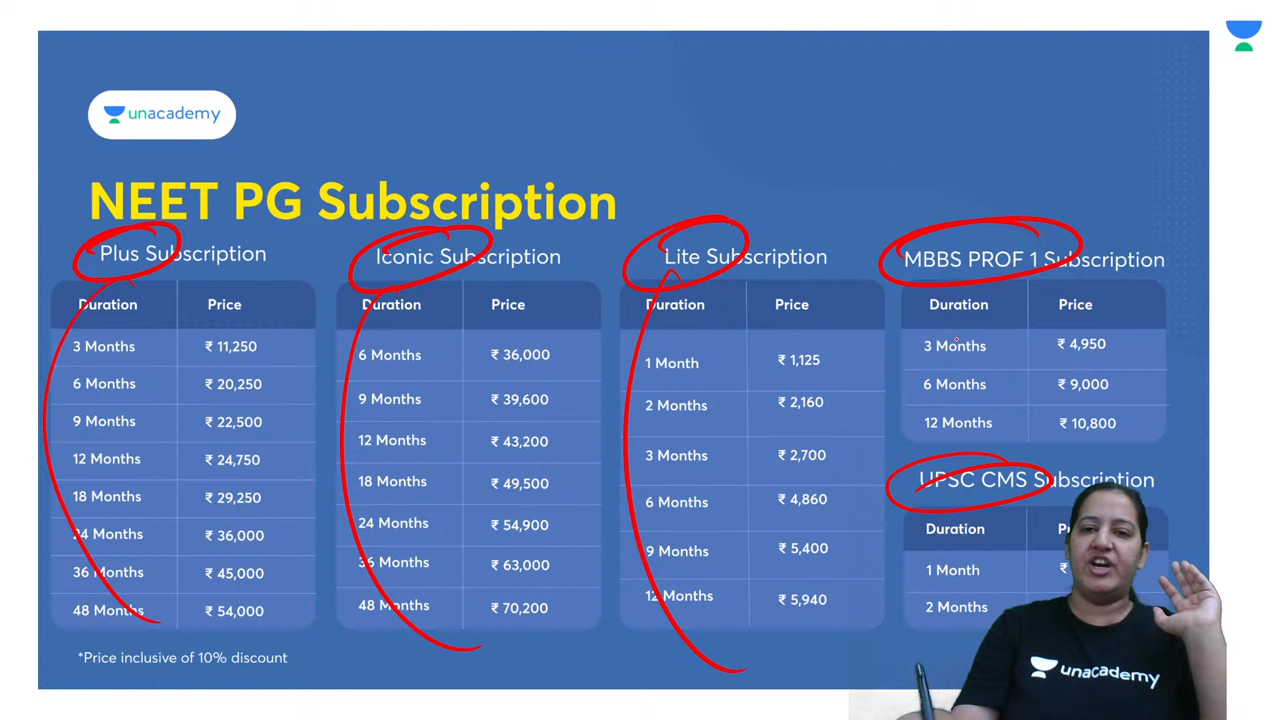 unacademy
NEET PG Subscription
Plus Subscription
Duration Price
3 Months ₹ 11,250
6 Months ₹ 20,250
9 Months ₹ 22,500
12 Months ₹ 24,750
18 Months ₹ 29,250
24 Months ₹ 36,000
36 Months ₹ 45,000
48 Months ₹ 54,000
*Price inclusive of 10% discount
Iconic Subscription
Duration Price
6 Months ₹ 36,000
9 Months ₹ 39,600
12 Months ₹ 43,200
18 Months ₹ 49,500
24 Months ₹ 54,900
36 Months ₹ 63,000
48 Months ₹ 70,200
Lite Subscription
Duration Price
1 Month ₹ 1,125
2 Months ₹ 2,160
3 Months ₹ 2,700
6 Months ₹ 4,860
9 Months ₹ 5,400
12 Months ₹ 5,940
MBBS PROF 1 Subscription
Duration Price
3 Months ₹ 4,950
6 Months ₹ 9,000
12 Months ₹ 10,800
UPSC CMS Subscription
Duration
1 Month ₹
2 Months
unacademy